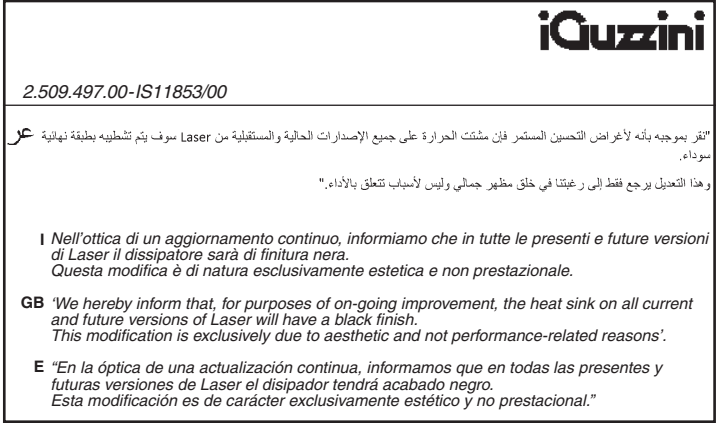 iGuzzini
2.509.497.00-IS11853/00
عر "نقر بموجبه بأنه لأغراض التحسين المستمر فإن مشتت الحرارة على جميع الإصدارات الحالية والمستقبلية من Laser سوف يتم تشطيبه بطبقة نهائية
سوداء.
وهذا التعديل يرجع فقط إلى رغبتنا في خلق مظهر جمالي وليس لأسباب تتعلق بالأداء."
I Nell'ottica di un aggiornamento continuo, informiamo che in tutte le presenti e future versioni
di Laser il dissipatore sarà di finitura nera.
Questa modifica è di natura esclusivamente estetica e non prestazionale.
GB 'We hereby inform that, for purposes of on-going improvement, the heat sink on all current
and future versions of Laser will have a black finish.
This modification is exclusively due to aesthetic and not performance-related reasons'.
E "En la óptica de una actualización continua, informamos que en todas las presentes y
futuras versiones de Laser el disipador tendrá acabado negro.
Esta modificación es de carácter exclusivamente estético y no prestacional."